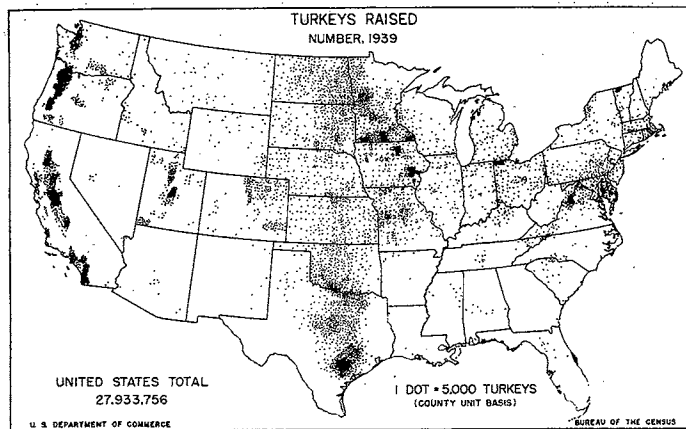 TURKEYS RAISED
NUMBER, 1939
UNITED STATES TOTAL
27,933,756
1 DOT = 5,000 TURKEYS
(COUNTY UNIT BASIS)
U. S. DEPARTMENT OF COMMERCE
BUREAU OF THE CENSUS